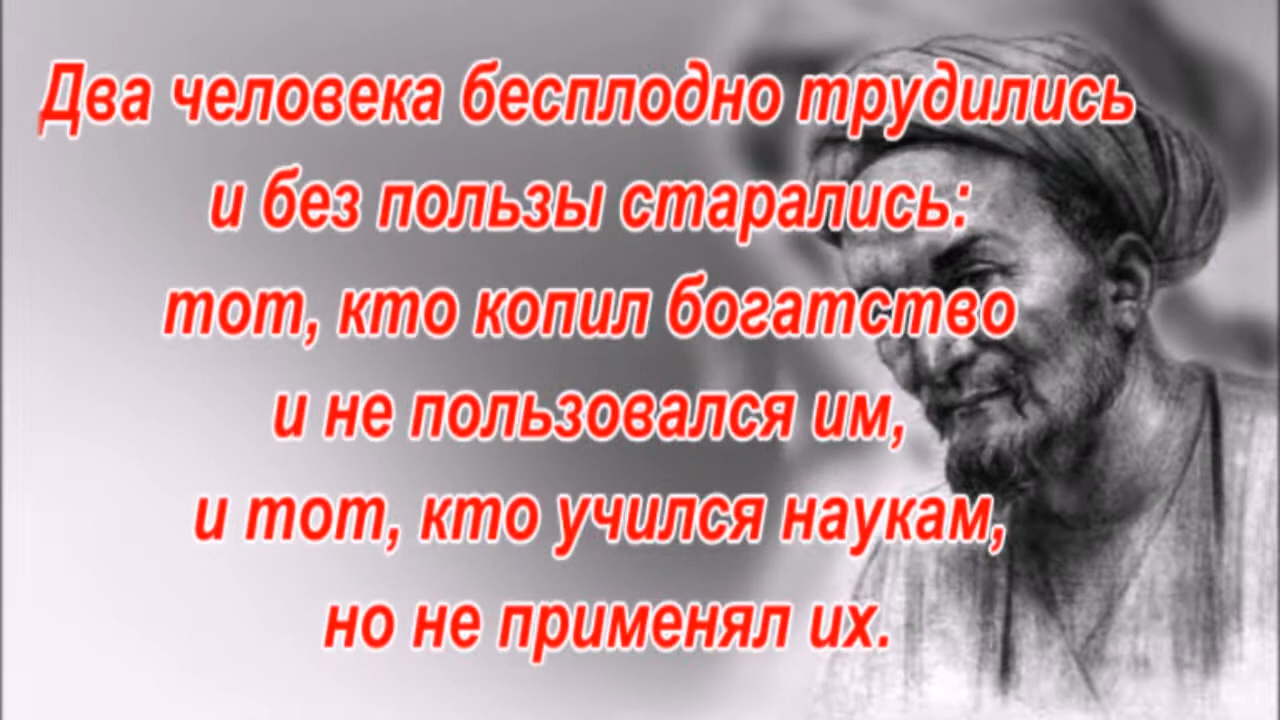 Два человека бесплодно трудились
и без пользы старались:
тот, кто копил богатство
и не пользовался им,
и тот, кто учился наукам,
но не применял их.